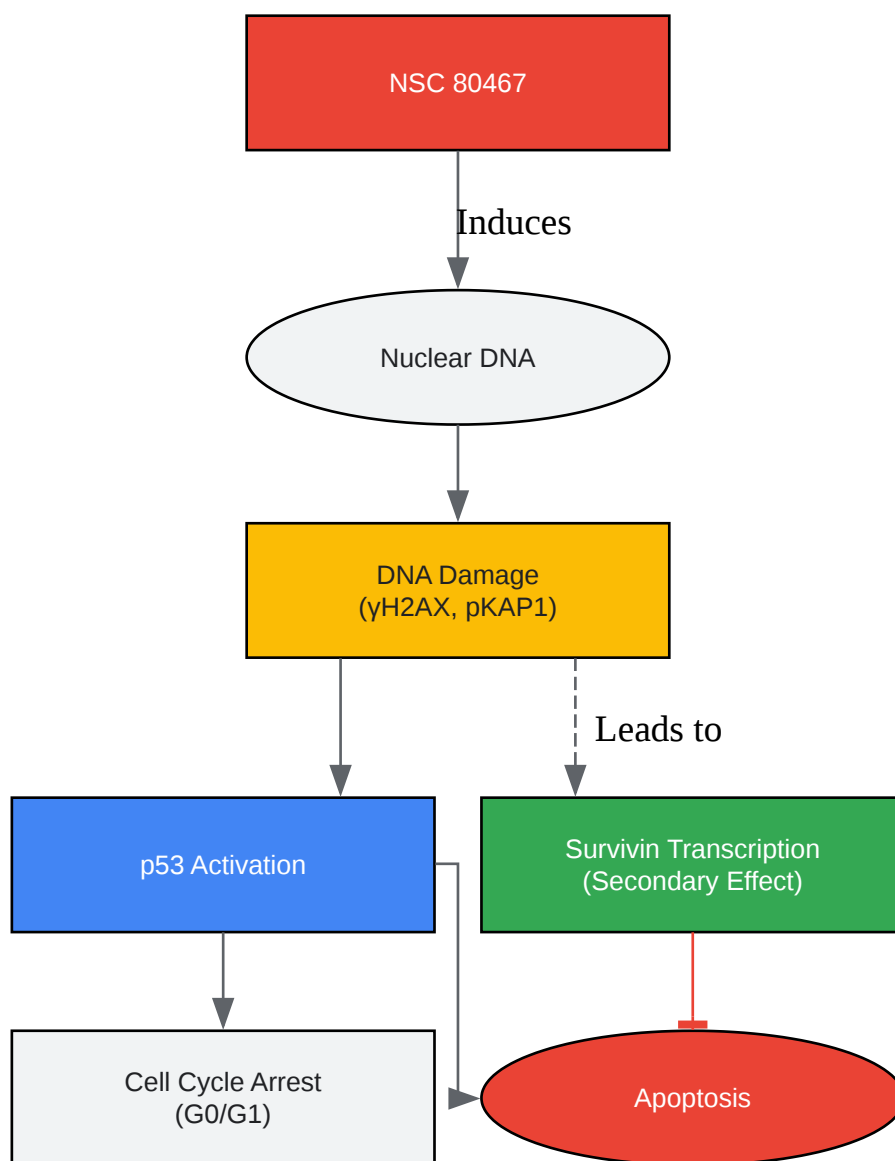 NSC 80467
Induces
Nuclear DNA
DNA Damage
(γH2AX, pKAP1)
Leads to
p53 Activation
Survivin Transcription
(Secondary Effect)
Cell Cycle Arrest
(G0/G1)
Apoptosis